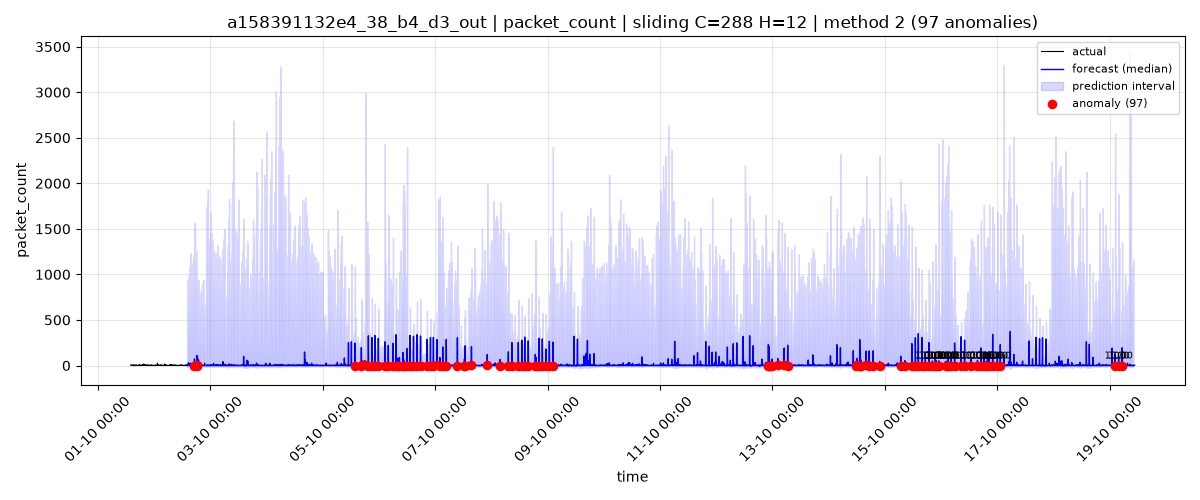 a158391132e4_38_b4_d3_out | packet_count | sliding C=288 H=12 | method 2 (97 anomalies)
3500
3000
2500
2000
1500
1000
500
0
packet_count
actual
forecast (median)
prediction interval
anomaly (97)
01-10 00:00
03-10 00:00
05-10 00:00
07-10 00:00
09-10 00:00
11-10 00:00
13-10 00:00
15-10 00:00
17-10 00:00
19-10 00:00
time